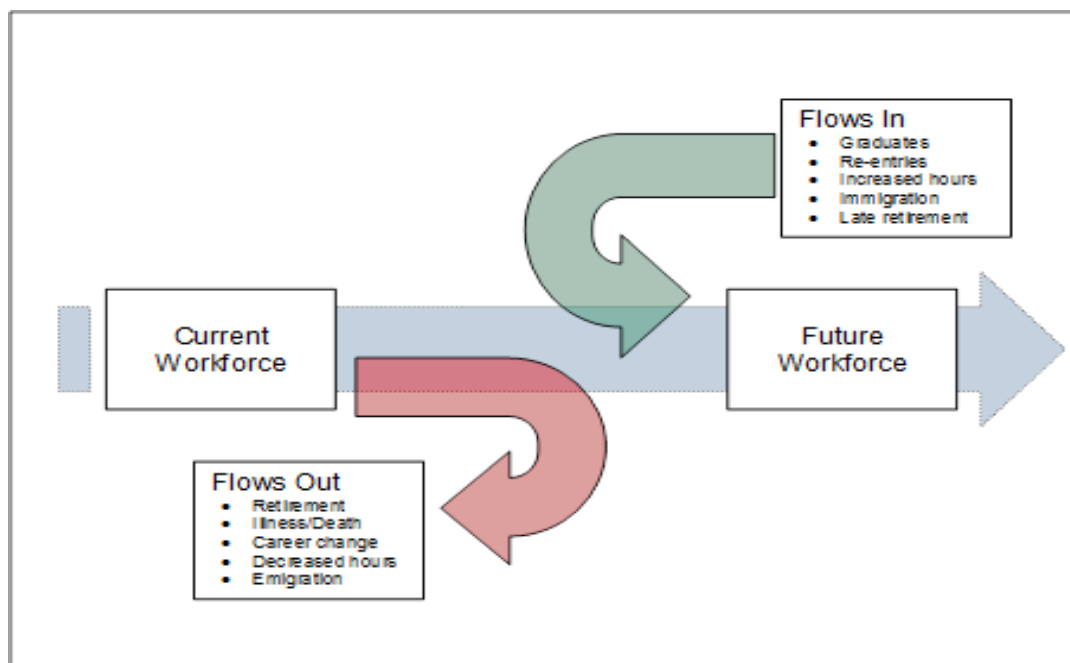 Flows In
• Graduates
• Re-entries
• Increased hours
• Immigration
• Late retirement
Current
Workforce
Future
Workforce
Flows Out
• Retirement
• Illness/Death
• Career change
• Decreased hours
• Emigration